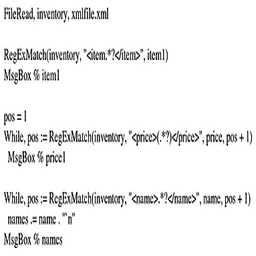 FileRead, inventory, xmlfile.xml
RegExMatch(inventory, "<item.*?</item>", item1)
MsgBox % item1
pos = 1
While, pos := RegExMatch(inventory, "<price>(.*?)</price>", price, pos + 1)
MsgBox % price1
While, pos := RegExMatch(inventory, "<name>.*?</name>", name, pos + 1)
names .= name . "`n"
MsgBox % names